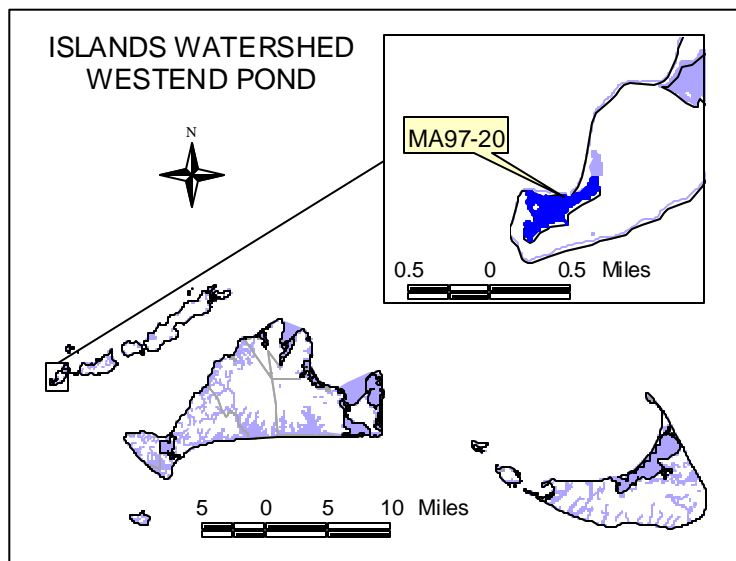 ISLANDS WATERSHED
WESTEND POND
N
MA97-20
0.5 0 0.5 Miles
5 0 5 10 Miles